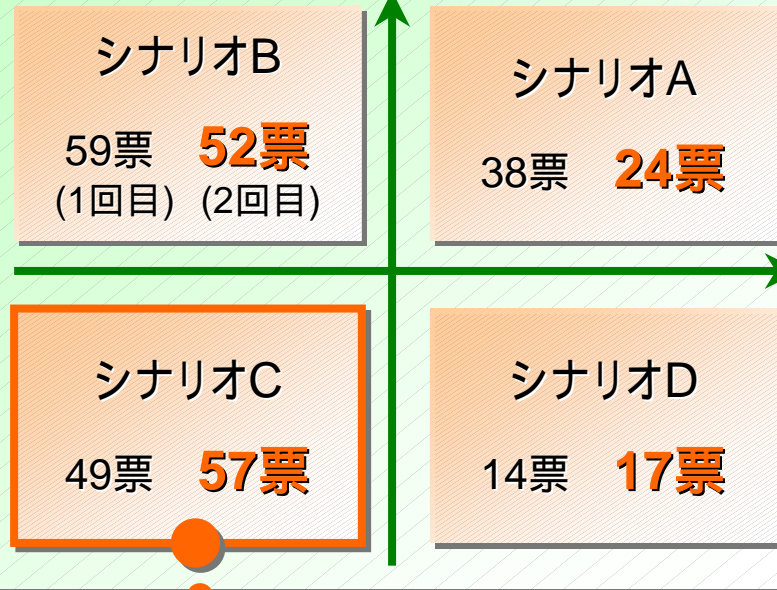 シナリオB
59票 52票
(1回目) (2回目)
シナリオA
38票 24票
シナリオC
49票 57票
シナリオD
14票 17票